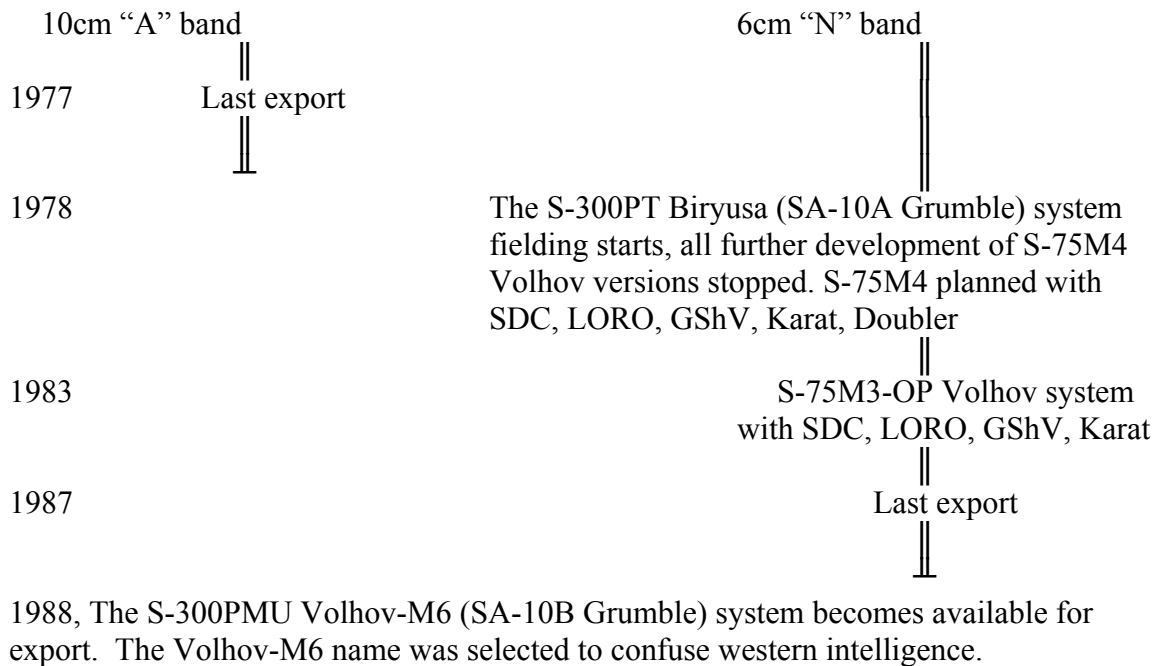 10cm “A” band 6cm “N” band
1977 Last export
1978 The S-300PT Biryusa (SA-10A Grumble) system
fielding starts, all further development of S-75M4
Volhov versions stopped. S-75M4 planned with
SDC, LORO, GShV, Karat, Doubler
1983 S-75M3-OP Volhov system
with SDC, LORO, GShV, Karat
1987 Last export
1988, The S-300PMU Volhov-M6 (SA-10B Grumble) system becomes available for
export. The Volhov-M6 name was selected to confuse western intelligence.